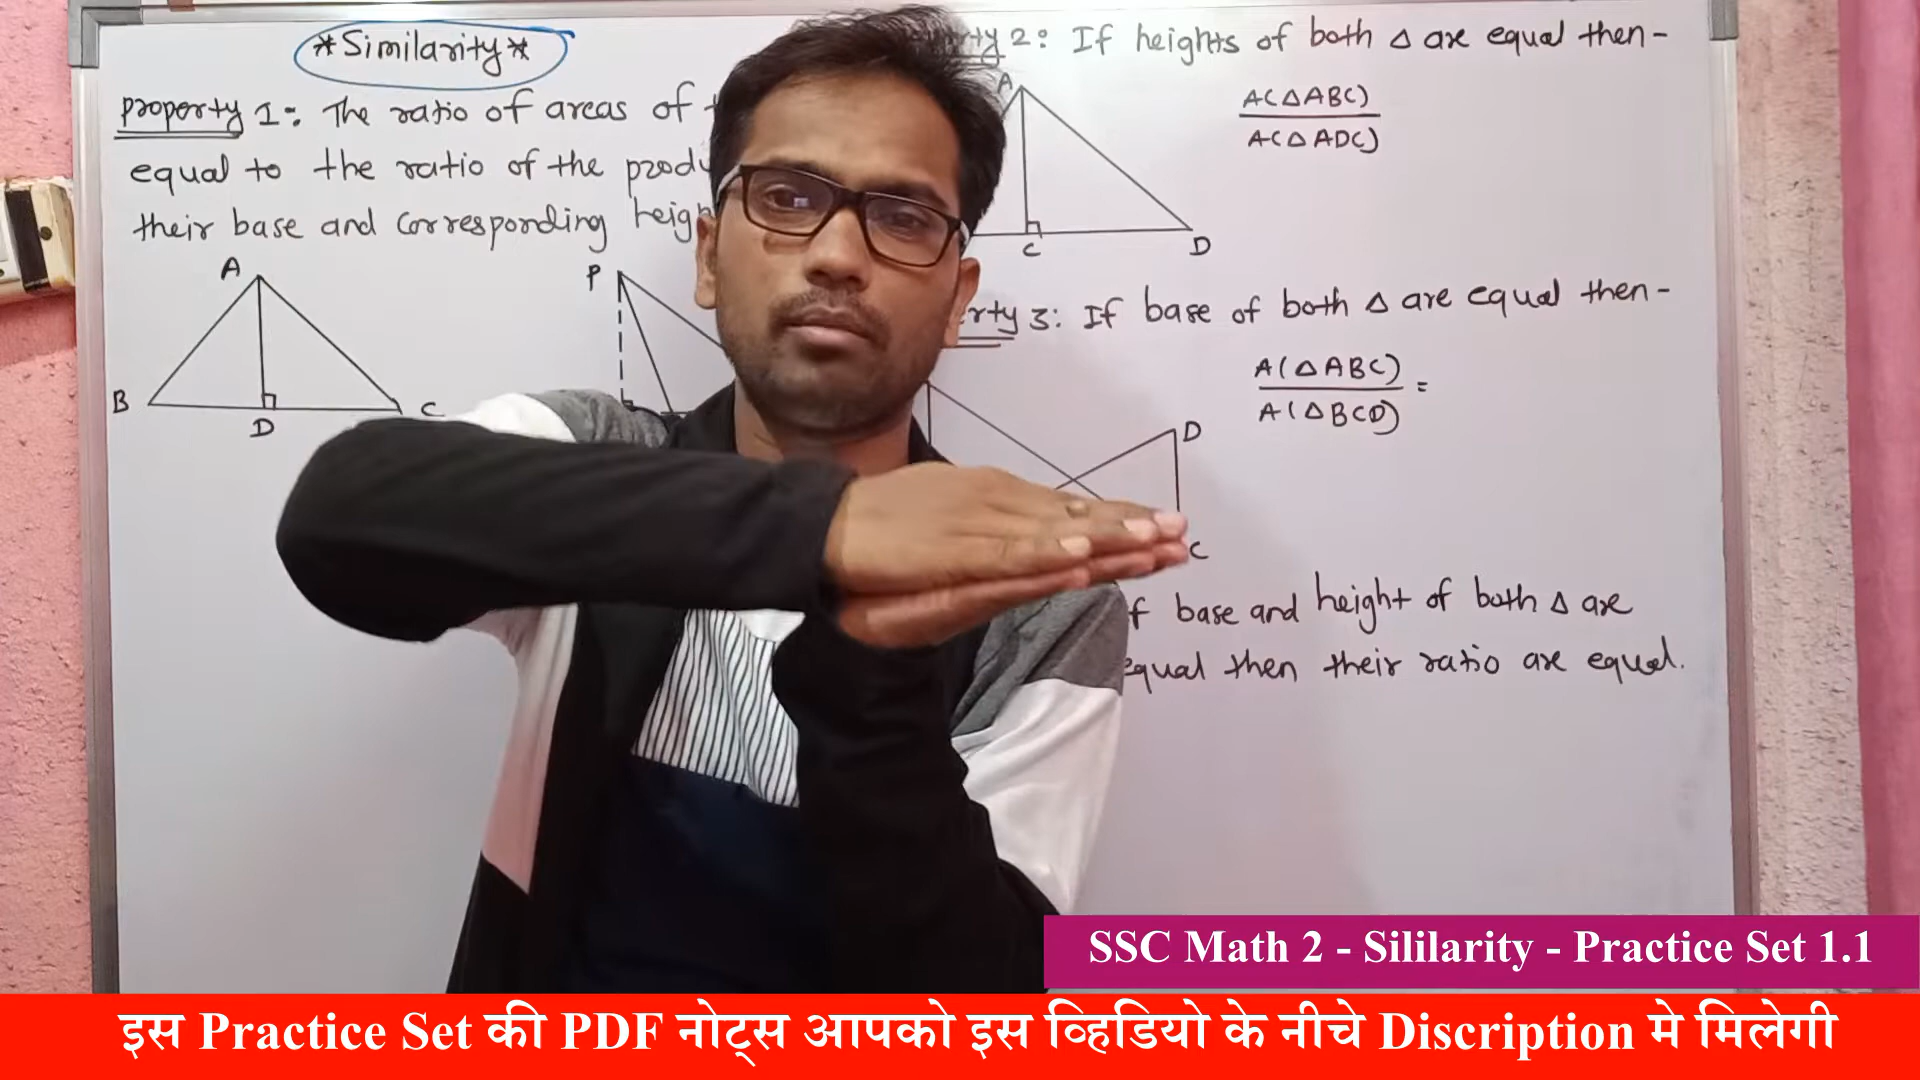 *Similarity*
property 1:- The ratio of areas of
equal to the ratio of the
their base and corresponding
A
B
D
C
P
2: If heights of both Δ are equal then-
A
C
D
A(ΔABC)
A(ΔADC)
3: If base of both Δ are equal then-
A(ΔABC) =
A(ΔBCD)
D
C
base and height of both Δ are
equal then their ratio are equal.
SSC Math 2 - Sililarity - Practice Set 1.1
इस Practice Set की PDF नोट्स आपको इस व्हिडियो के नीचे Discription मे मिलेगी